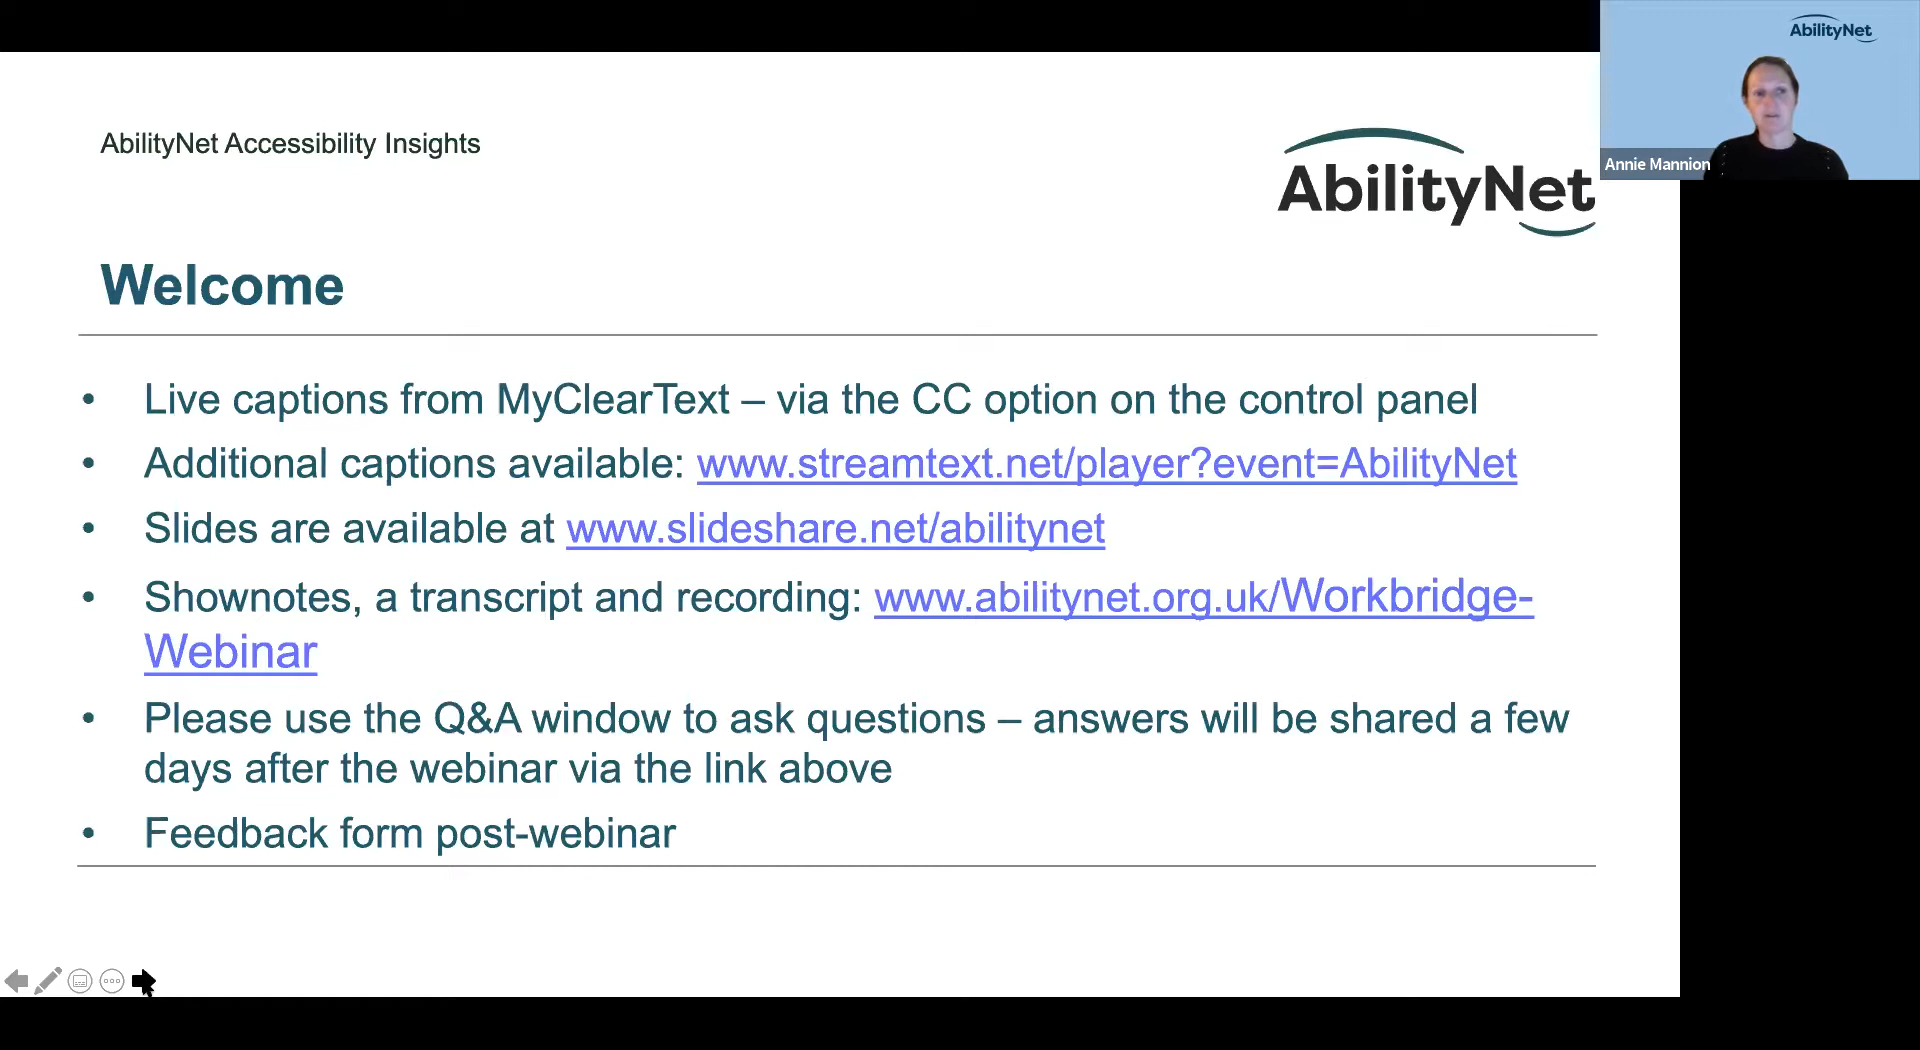 AbilityNet
Annie Mannion
AbilityNet Accessibility Insights
AbilityNet
Welcome
• Live captions from MyClearText – via the CC option on the control panel
• Additional captions available: www.streamtext.net/player?event=AbilityNet
• Slides are available at www.slideshare.net/abilitynet
• Shownotes, a transcript and recording: www.abilitynet.org.uk/Workbridge-
Webinar
• Please use the Q&A window to ask questions – answers will be shared a few
days after the webinar via the link above
• Feedback form post-webinar